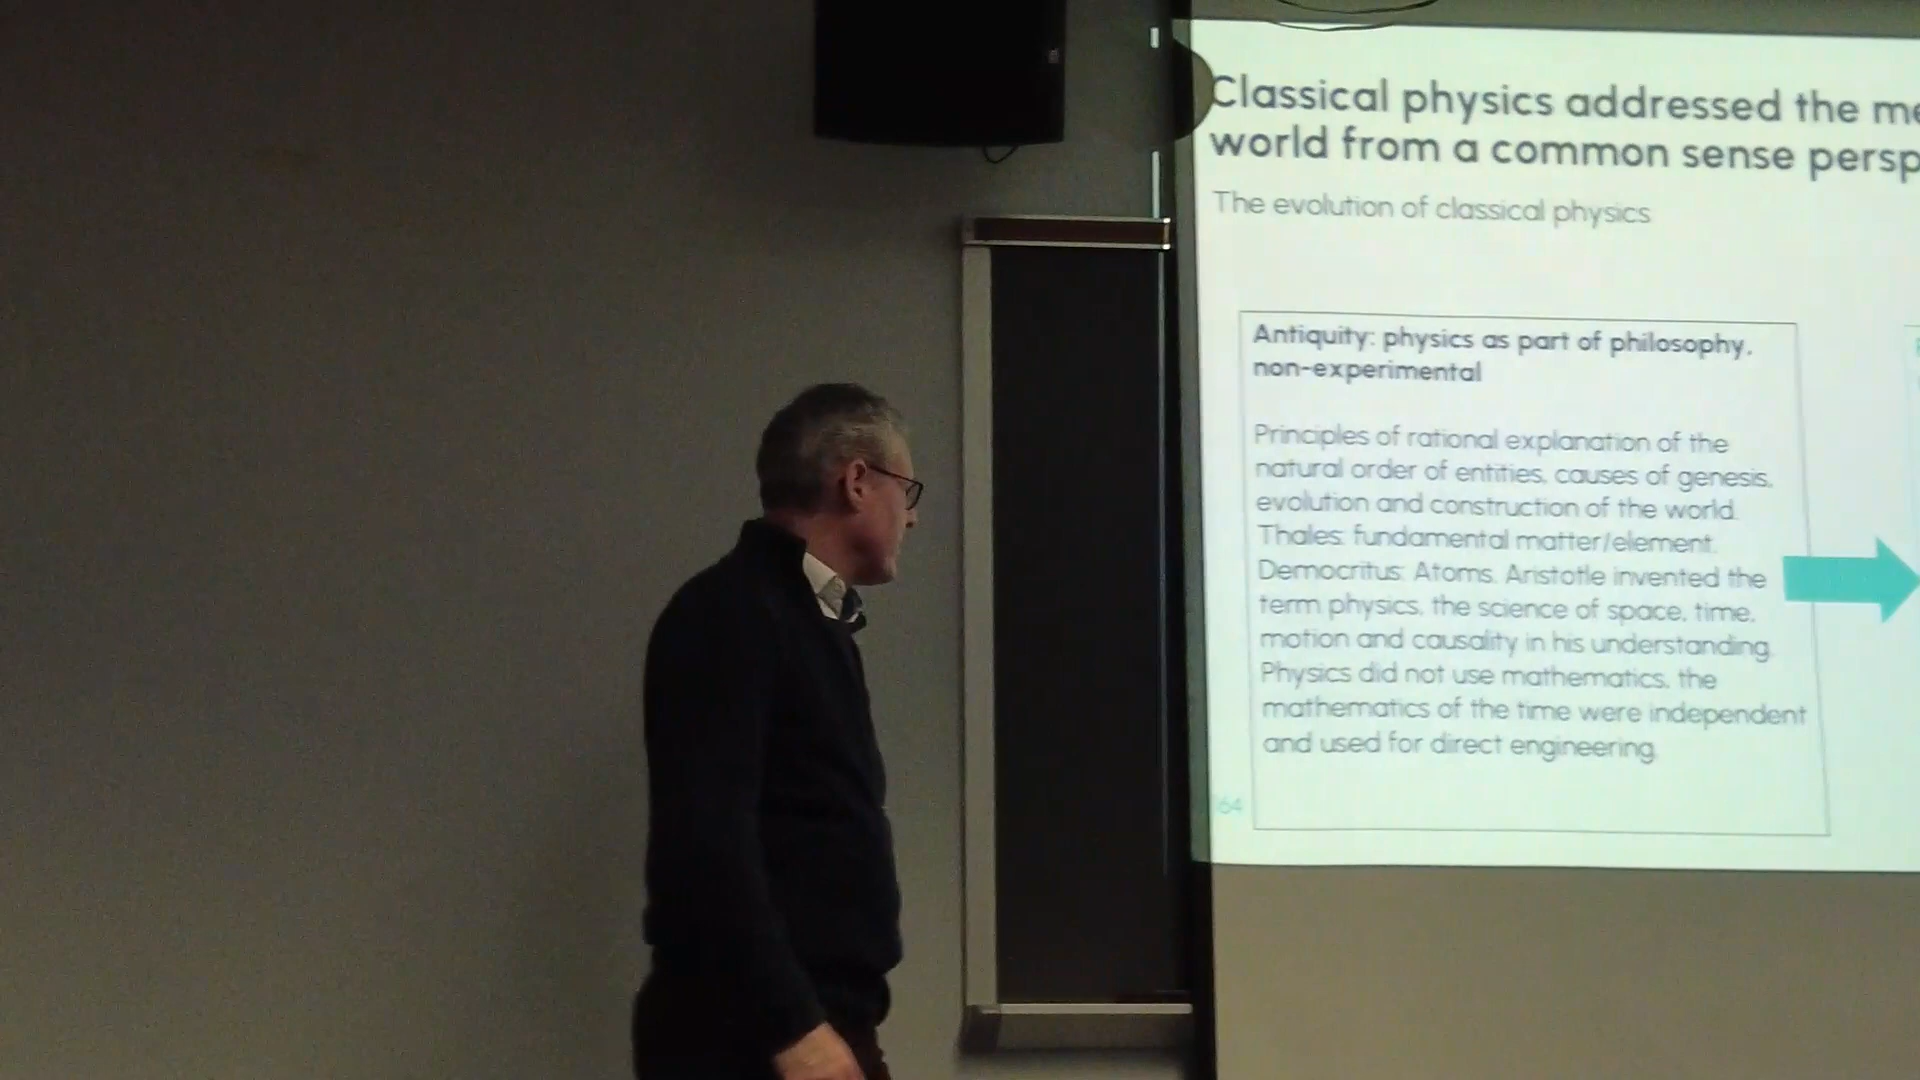 Classical physics addressed the
world from a common sense
The evolution of classical physics
Antiquity: physics as part of philosophy,
non-experimental
Principles of rational explanation of the
natural order of entities, causes of genesis,
evolution and construction of the world.
Thales: fundamental matter/element.
Democritus: Atoms. Aristotle invented the
term physics, the science of space, time,
motion and causality in his understanding.
Physics did not use mathematics, the
mathematics of the time were independent
and used for direct engineering.
64